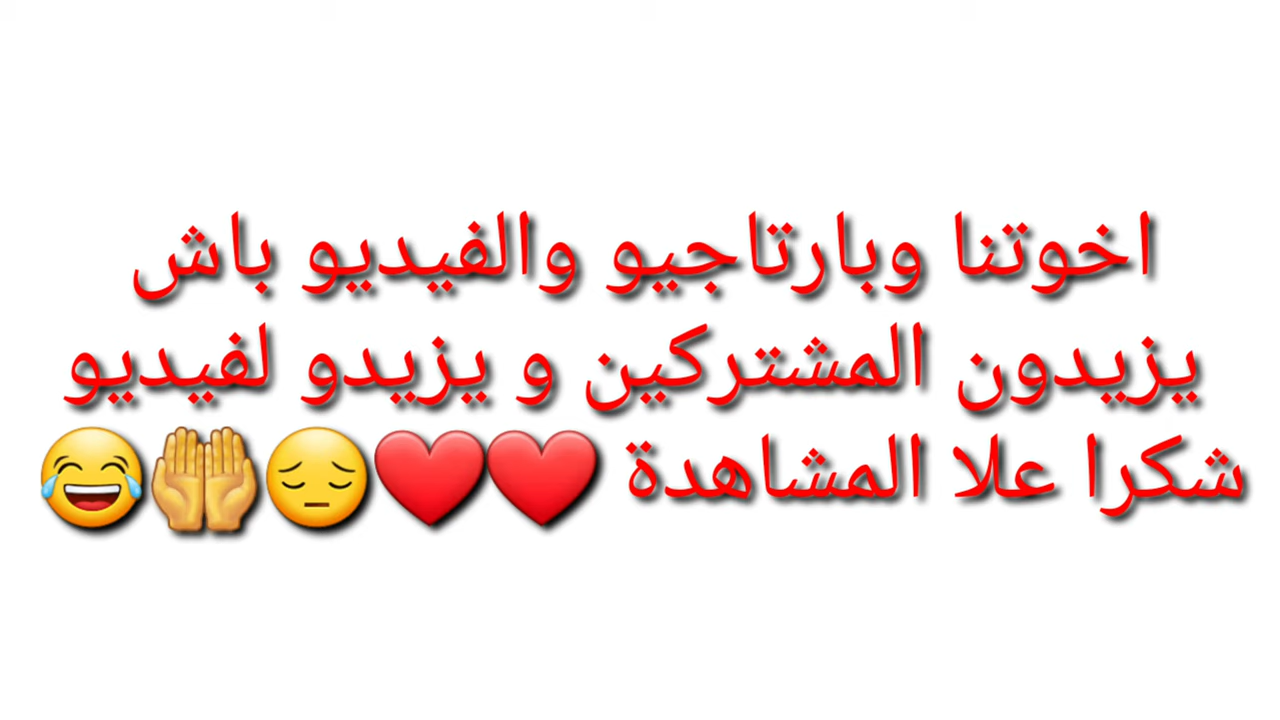 اخوتنا وبارتاجيو والفيديو باش
يزيدون المشتركين و يزيدو لفيديو
شكرا علا المشاهدة ❤️❤️😔🤲😂